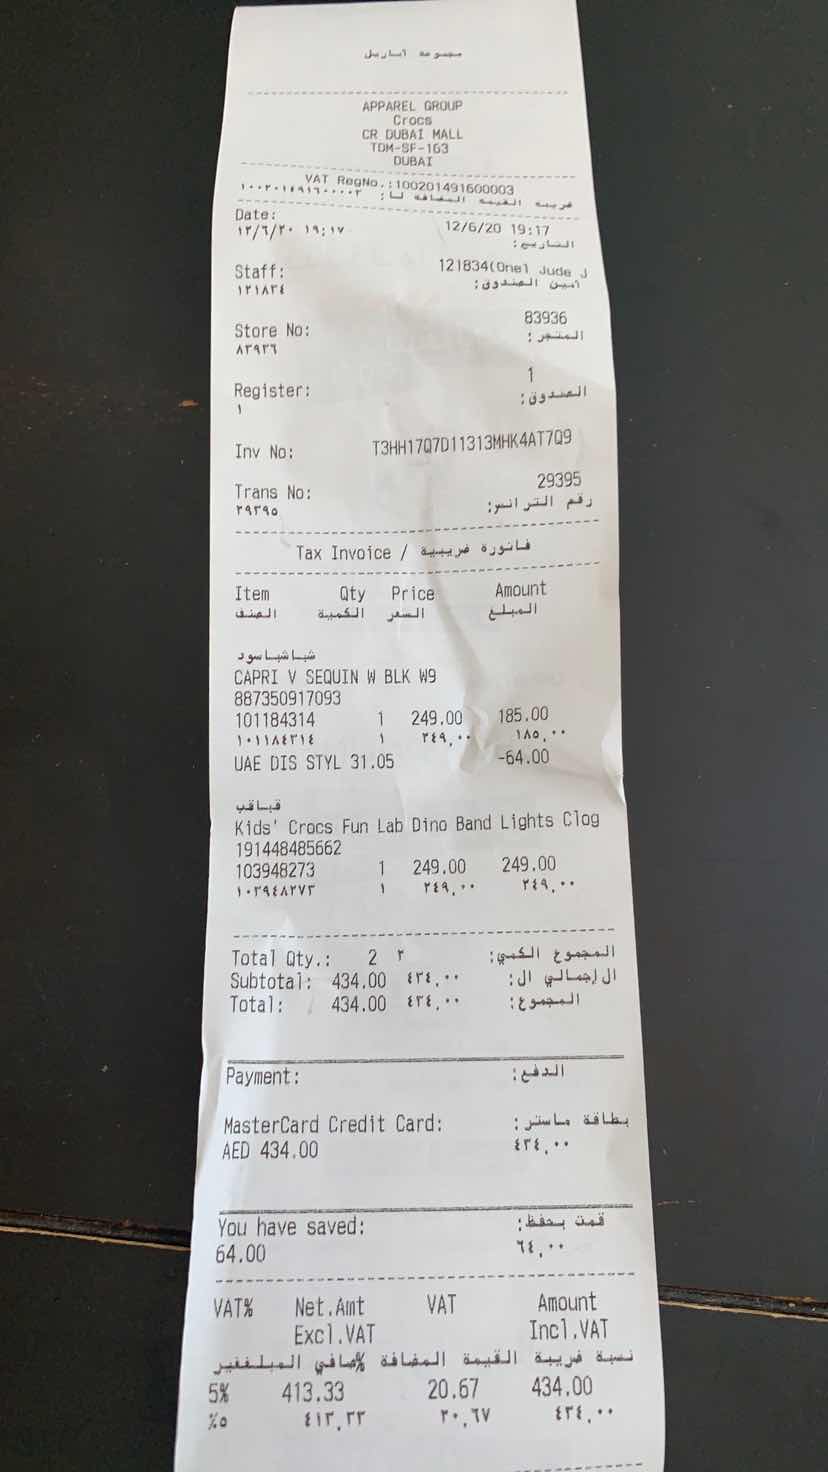 مجموعة أباريل
APPAREL GROUP
Crocs
CR DUBAI MALL
TDM-SF-163
DUBAI
VAT RegNo.:100201491600003
ضريبة القيمة المضافة لنا: ١٠٠٢٠١٤٩١٦٠٠٠٠٣
Date: 12/6/20 19:17
١٢/٦/٢٠ ١٩:١٧ التاريخ:
Staff: 121834(One) Jude J
١٢١٨٣٤ أمين الصندوق:
Store No: 83936
٨٣٩٣٦ المتجر:
Register: 1
١ الصندوق:
Inv No: T3HH17Q7D11313MHK4AT7Q9
Trans No: 29395
٢٩٣٩٥ رقم الترانس:
Tax Invoice / فاتورة ضريبية
Item Qty Price Amount
الصنف الكمية السعر المبلغ
شباشباسود
CAPRI V SEQUIN W BLK W9
887350917093
101184314 1 249.00 185.00
١٠١١٨٤٣١٤ ١ ٢٤٩,٠٠ ١٨٥,٠٠
UAE DIS STYL 31.05 -64.00
قباقب
Kids' Crocs Fun Lab Dino Band Lights Clog
191448485662
103948273 1 249.00 249.00
١٠٣٩٤٨٢٧٣ ١ ٢٤٩,٠٠ ٢٤٩,٠٠
Total Qty.: 2 ٢ المجموع الكمي:
Subtotal: 434.00 ٤٣٤,٠٠ الإجمالي ال:
Total: 434.00 ٤٣٤,٠٠ المجموع:
Payment: الدفع:
MasterCard Credit Card: بطاقة ماستر:
AED 434.00 ٤٣٤,٠٠
You have saved: قمت بحفظ:
64.00 ٦٤,٠٠
VAT% Net.Amt VAT Amount
Excl.VAT Incl.VAT
نسبة ضريبة القيمة المضافة %صافي المبلغغير
5% 413.33 20.67 434.00
%٥ ٤١٣,٣٣ ٢٠,٦٧ ٤٣٤,٠٠